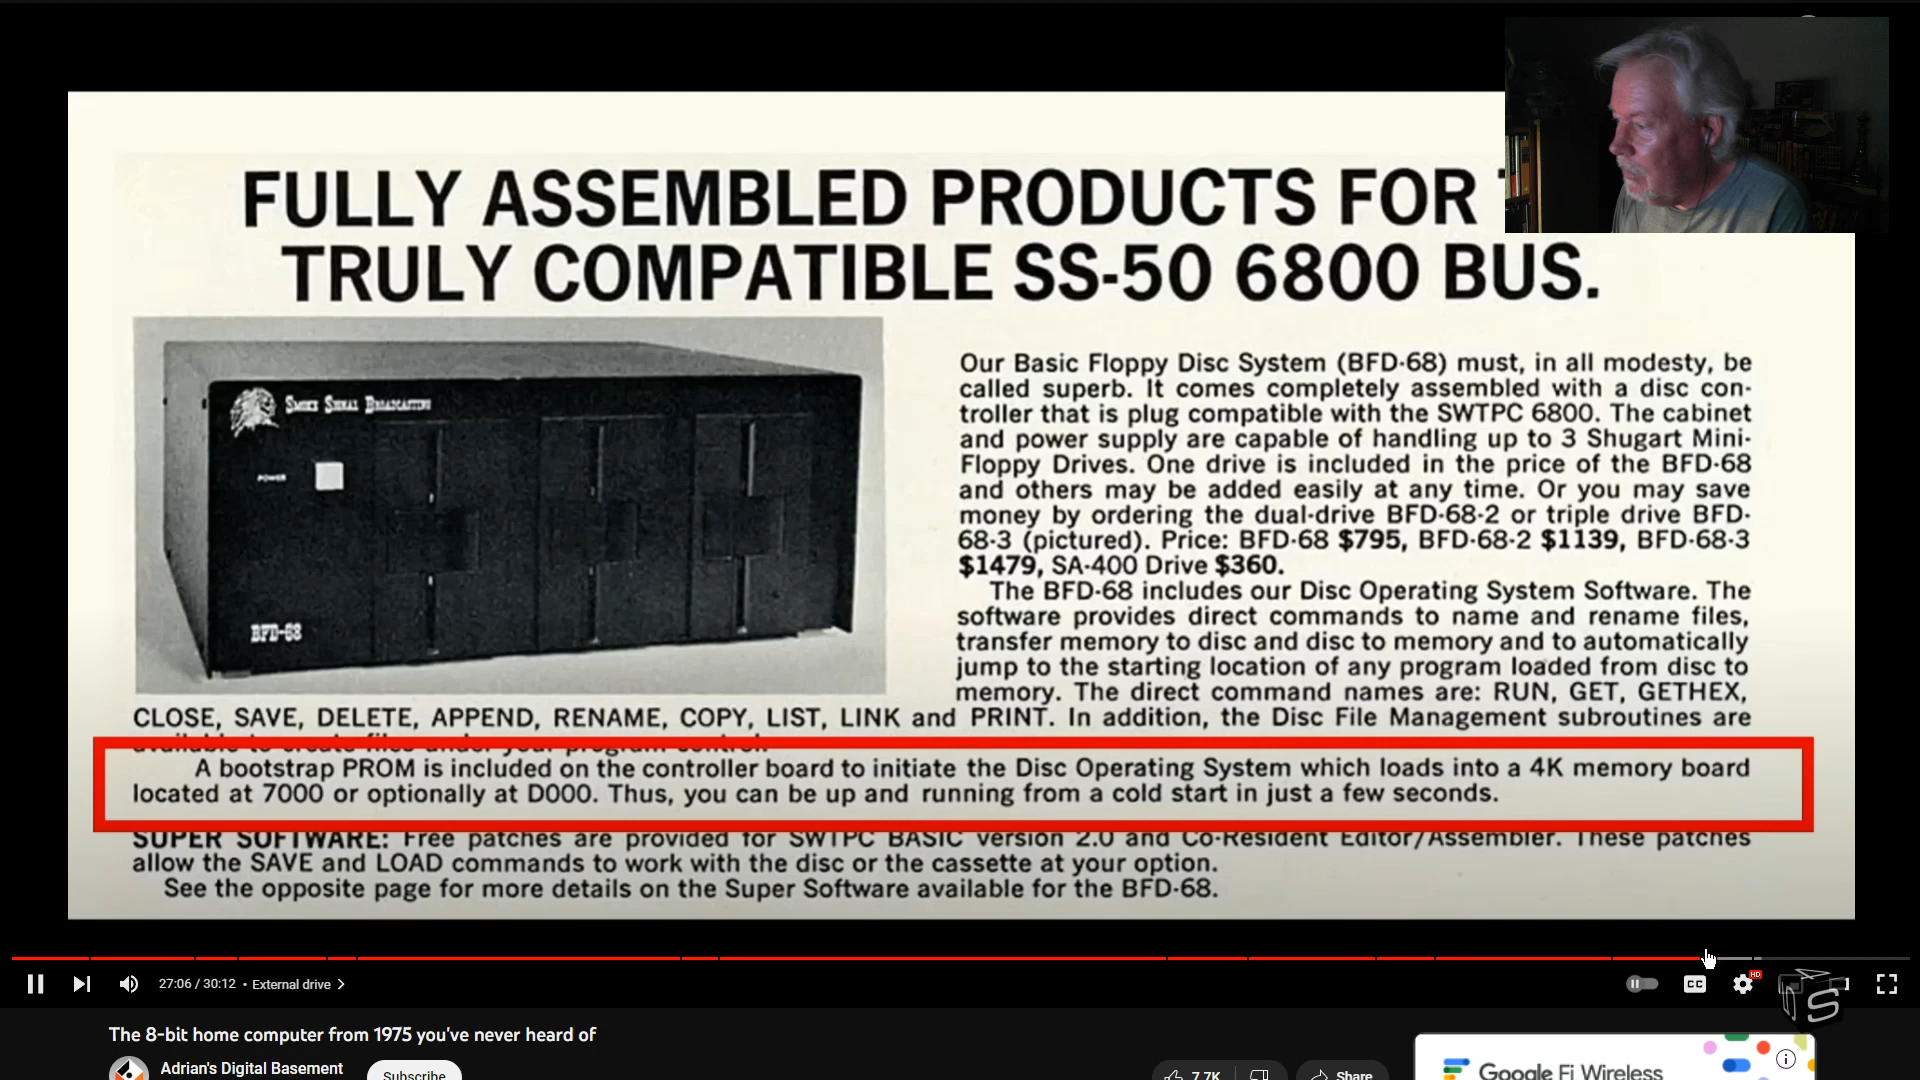 FULLY ASSEMBLED PRODUCTS FOR
TRULY COMPATIBLE SS-50 6800 BUS.
SMOKE SIGNAL BROADCASTING
POWER
BFD-68
Our Basic Floppy Disc System (BFD-68) must, in all modesty, be
called superb. It comes completely assembled with a disc con-
troller that is plug compatible with the SWTPC 6800. The cabinet
and power supply are capable of handling up to 3 Shugart Mini-
Floppy Drives. One drive is included in the price of the BFD-68
and others may be added easily at any time. Or you may save
money by ordering the dual-drive BFD-68-2 or triple drive BFD-
68-3 (pictured). Price: BFD-68 $795, BFD-68-2 $1139, BFD-68-3
$1479, SA-400 Drive $360.
The BFD-68 includes our Disc Operating System Software. The
software provides direct commands to name and rename files,
transfer memory to disc and disc to memory and to automatically
jump to the starting location of any program loaded from disc to
memory. The direct command names are: RUN, GET, GETHEX,
CLOSE, SAVE, DELETE, APPEND, RENAME, COPY, LIST, LINK and PRINT. In addition, the Disc File Management subroutines are
available to create files under your program control.
A bootstrap PROM is included on the controller board to initiate the Disc Operating System which loads into a 4K memory board
located at 7000 or optionally at D000. Thus, you can be up and running from a cold start in just a few seconds.
SUPER SOFTWARE: Free patches are provided for SWTPC BASIC version 2.0 and Co-Resident Editor/Assembler. These patches
allow the SAVE and LOAD commands to work with the disc or the cassette at your option.
See the opposite page for more details on the Super Software available for the BFD-68.
27:06 / 30:12 • External drive
CC
HD
The 8-bit home computer from 1975 you've never heard of
Adrian's Digital Basement
Subscribe
7.7K
Share
Google Fi Wireless